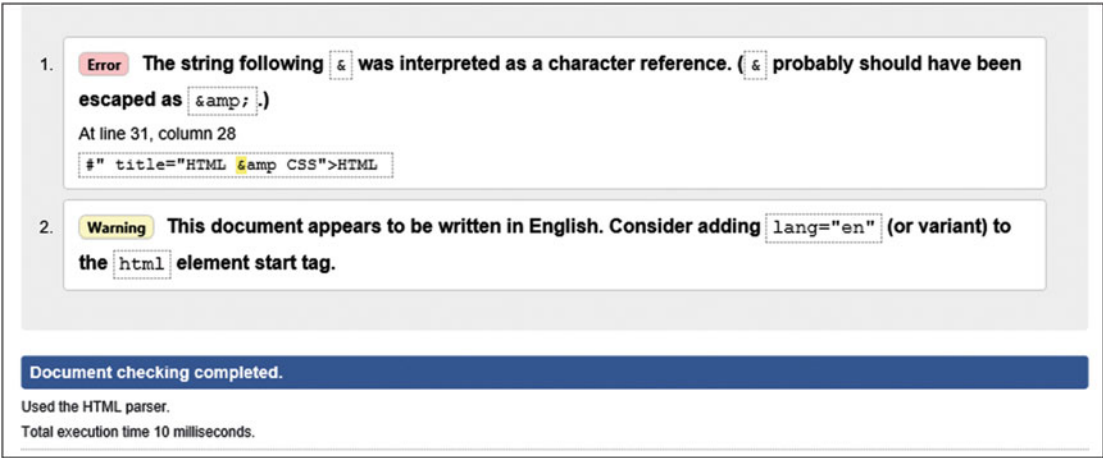 1. Error The string following & was interpreted as a character reference. ( & probably should have been
escaped as &amp; .)
At line 31, column 28
#" title="HTML &amp CSS">HTML
2. Warning This document appears to be written in English. Consider adding lang="en" (or variant) to
the html element start tag.
Document checking completed.
Used the HTML parser.
Total execution time 10 milliseconds.